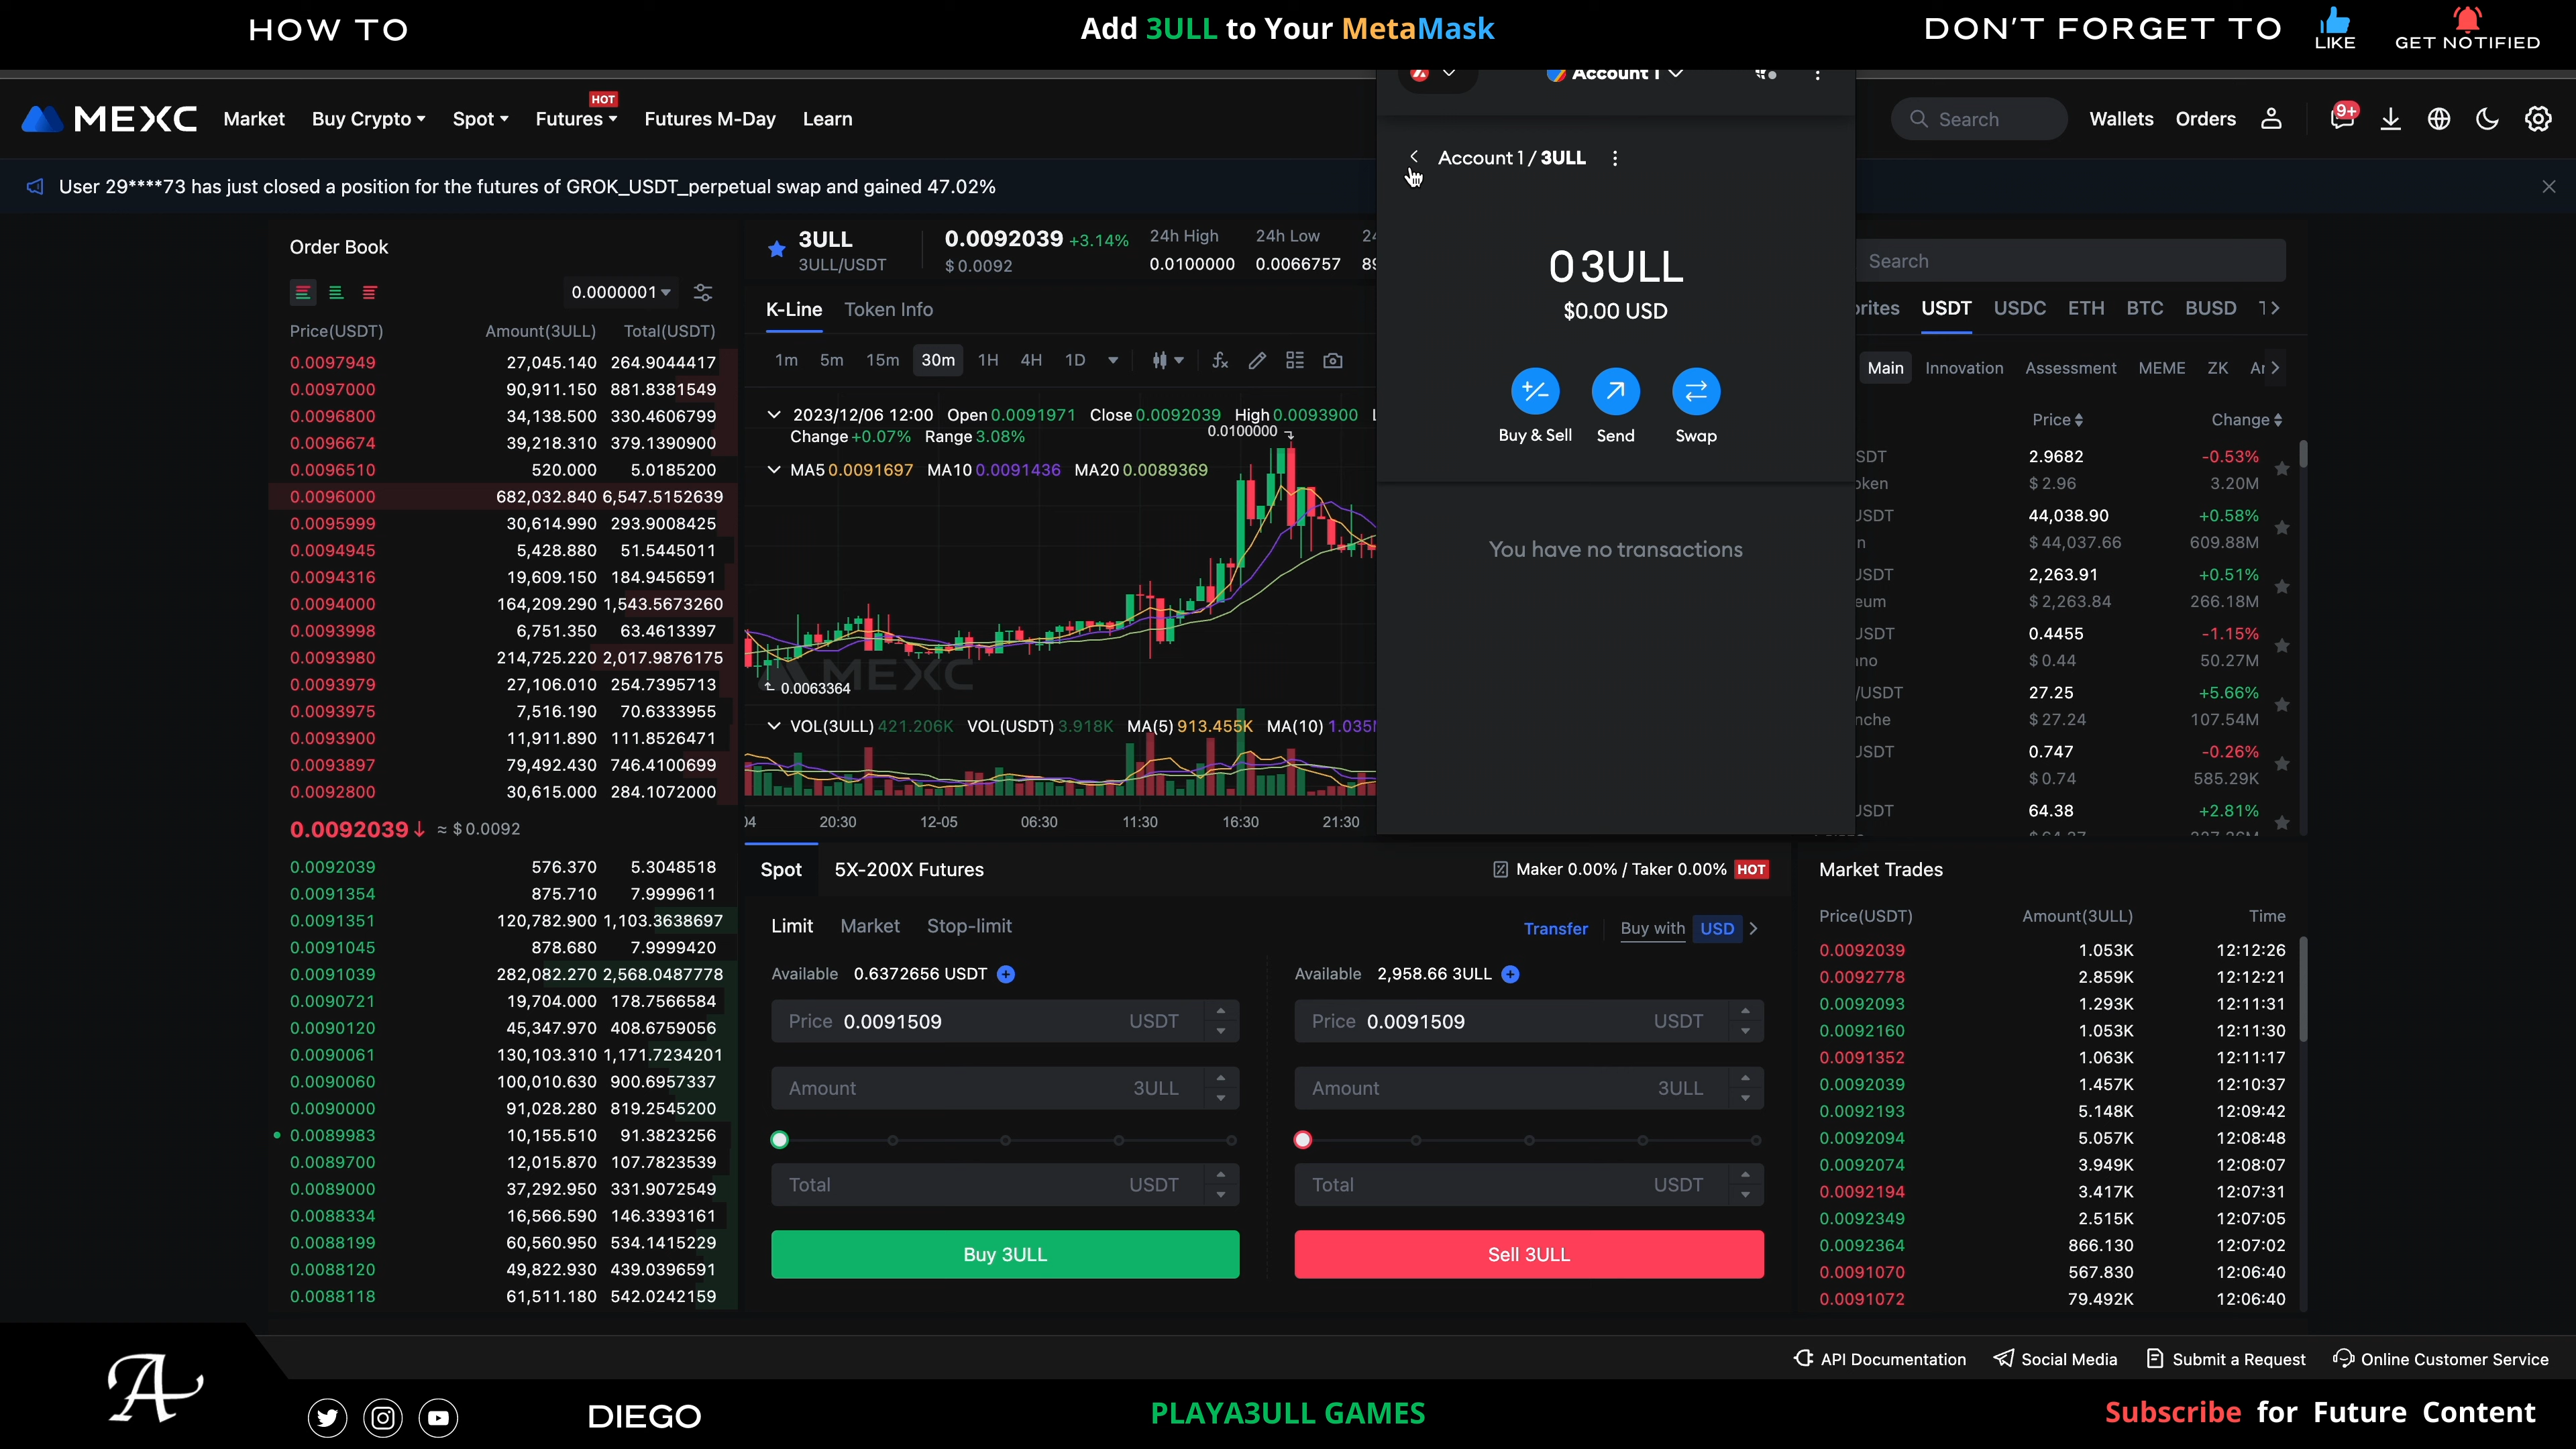 HOW TO
Add 3ULL to Your MetaMask
DON'T FORGET TO
LIKE
GET NOTIFIED
MEXC
Market
Buy Crypto
Spot
Futures
HOT
Futures M-Day
Learn
Search
Wallets
Orders
9+
User 29****73 has just closed a position for the futures of GROK_USDT_perpetual swap and gained 47.02%
Account 1
Account 1 / 3ULL
0 3ULL
$0.00 USD
Buy & Sell
Send
Swap
You have no transactions
Order Book
0.0000001
Price(USDT) Amount(3ULL) Total(USDT)
0.0097949 27,045.140 264.9044417
0.0097000 90,911.150 881.8381549
0.0096800 34,138.500 330.4606799
0.0096674 39,218.310 379.1390900
0.0096510 520.000 5.0185200
0.0096000 682,032.840 6,547.5152639
0.0095999 30,614.990 293.9008425
0.0094945 5,428.880 51.5445011
0.0094316 19,609.150 184.9456591
0.0094000 164,209.290 1,543.5673260
0.0093998 6,751.350 63.4613397
0.0093980 214,725.220 2,017.9876175
0.0093979 27,106.010 254.7395713
0.0093975 7,516.190 70.6333955
0.0093900 11,911.890 111.8526471
0.0093897 79,492.430 746.4100699
0.0092800 30,615.000 284.1072000
0.0092039 ≈ $ 0.0092
0.0092039 576.370 5.3048518
0.0091354 875.710 7.9999611
0.0091351 120,782.900 1,103.3638697
0.0091045 878.680 7.9999420
0.0091039 282,082.270 2,568.0487778
0.0090721 19,704.000 178.7566584
0.0090120 45,347.970 408.6759056
0.0090061 130,103.310 1,171.7234201
0.0090060 100,010.630 900.6957337
0.0090000 91,028.280 819.2545200
0.0089983 10,155.510 91.3823256
0.0089700 12,015.870 107.7823539
0.0089000 37,292.950 331.9072549
0.0088334 16,566.590 146.3393161
0.0088199 60,560.950 534.1415229
0.0088120 49,822.930 439.0396591
0.0088118 61,511.180 542.0242159
3ULL
3ULL/USDT
0.0092039 +3.14%
$ 0.0092
24h High
0.0100000
24h Low
0.0066757
K-Line
Token Info
1m 5m 15m 30m 1H 4H 1D
2023/12/06 12:00 Open 0.0091971 Close 0.0092039 High 0.0093900
Change +0.07% Range 3.08%
0.0100000
MA5 0.0091697 MA10 0.0091436 MA20 0.0089369
MEXC
0.0063364
VOL(3ULL) 421.206K VOL(USDT) 3.918K MA(5) 913.455K MA(10) 1.035
04 20:30 12-05 06:30 11:30 16:30 21:30
Spot
5X-200X Futures
Maker 0.00% / Taker 0.00% HOT
Limit Market Stop-limit
Transfer
Buy with USD
Available 0.6372656 USDT
Price 0.0091509 USDT
Amount 3ULL
Total USDT
Buy 3ULL
Available 2,958.66 3ULL
Price 0.0091509 USDT
Amount 3ULL
Total USDT
Sell 3ULL
Search
USDT USDC ETH BTC BUSD
Main Innovation Assessment MEME ZK
Price Change
2.9682 -0.53%
$ 2.96 3.20M
44,038.90 +0.58%
$ 44,037.66 609.88M
2,263.91 +0.51%
$ 2,263.84 266.18M
0.4455 -1.15%
$ 0.44 50.27M
/USDT 27.25 +5.66%
$ 27.24 107.54M
0.747 -0.26%
$ 0.74 585.29K
64.38 +2.81%
Market Trades
Price(USDT) Amount(3ULL) Time
0.0092039 1.053K 12:12:26
0.0092778 2.859K 12:12:21
0.0092093 1.293K 12:11:31
0.0092160 1.053K 12:11:30
0.0091352 1.063K 12:11:17
0.0092039 1.457K 12:10:37
0.0092193 5.148K 12:09:42
0.0092094 5.057K 12:08:48
0.0092074 3.949K 12:08:07
0.0092194 3.417K 12:07:31
0.0092349 2.515K 12:07:05
0.0092364 866.130 12:07:02
0.0091070 567.830 12:06:40
0.0091072 79.492K 12:06:40
API Documentation
Social Media
Submit a Request
Online Customer Service
A
DIEGO
PLAYA3ULL GAMES
Subscribe for Future Content